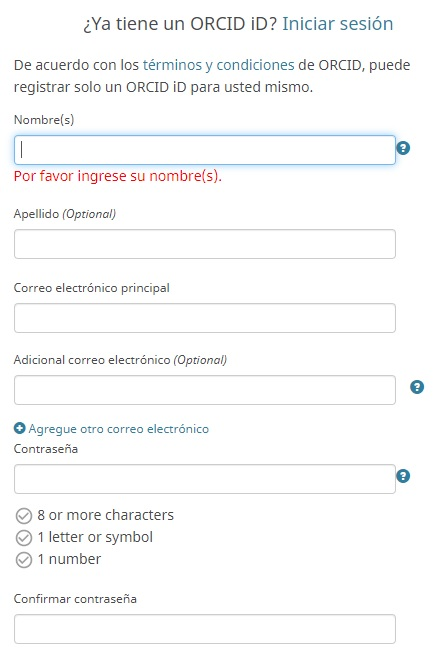 ¿Ya tiene un ORCID iD? Iniciar sesión
De acuerdo con los términos y condiciones de ORCID, puede
registrar solo un ORCID iD para usted mismo.
Nombre(s)
?
Por favor ingrese su nombre(s).
Apellido (Optional)
Correo electrónico principal
Adicional correo electrónico (Optional)
?
Agregue otro correo electrónico
Contraseña
?
8 or more characters
1 letter or symbol
1 number
Confirmar contraseña